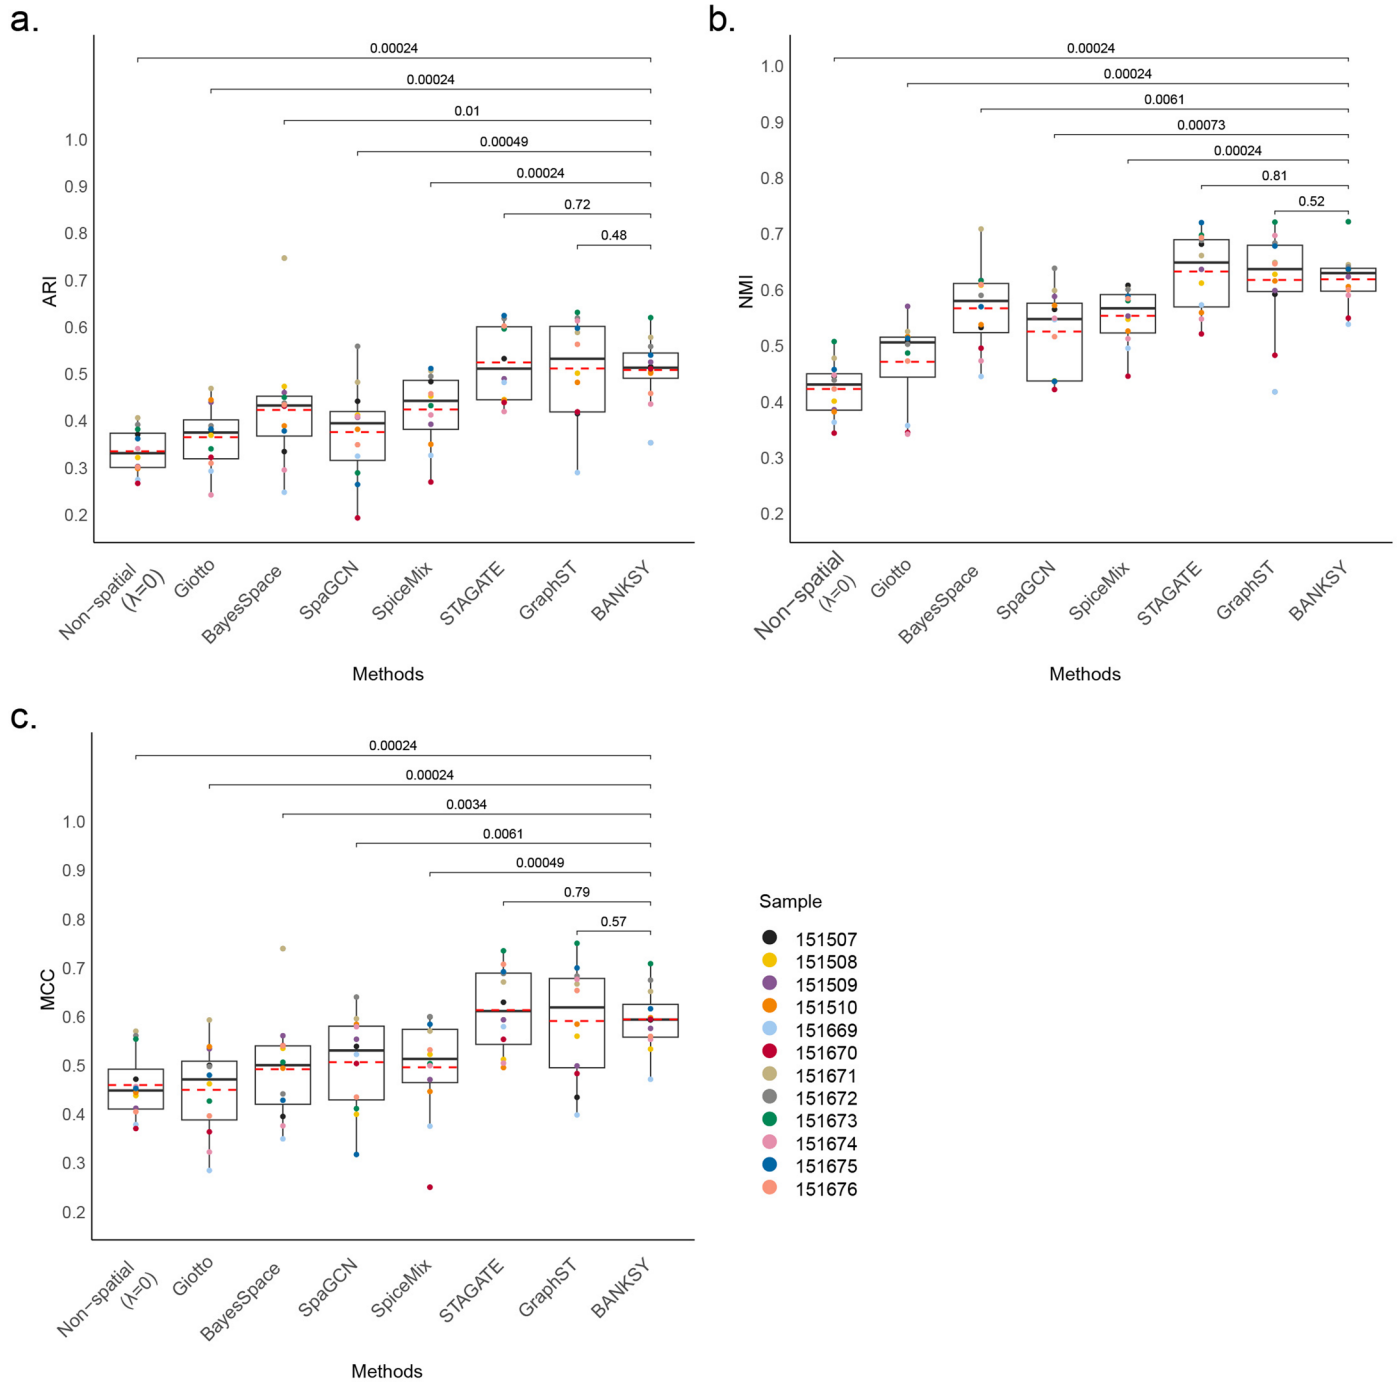 a.
0.00024
0.00024
0.01
0.00049
0.00024
0.72
0.48
1.0
0.9
0.8
0.7
0.6
0.5
0.4
0.3
0.2
ARI
Non−spatial
(λ=0)
Giotto
BayesSpace
SpaGCN
SpiceMix
STAGATE
GraphST
BANKSY
Methods
b.
0.00024
0.00024
0.0061
0.00073
0.00024
0.81
0.52
1.0
0.9
0.8
0.7
0.6
0.5
0.4
0.3
0.2
NMI
Non−spatial
(λ=0)
Giotto
BayesSpace
SpaGCN
SpiceMix
STAGATE
GraphST
BANKSY
Methods
c.
0.00024
0.00024
0.0034
0.0061
0.00049
0.79
0.57
1.0
0.9
0.8
0.7
0.6
0.5
0.4
0.3
0.2
MCC
Non−spatial
(λ=0)
Giotto
BayesSpace
SpaGCN
SpiceMix
STAGATE
GraphST
BANKSY
Methods
Sample
151507
151508
151509
151510
151669
151670
151671
151672
151673
151674
151675
151676